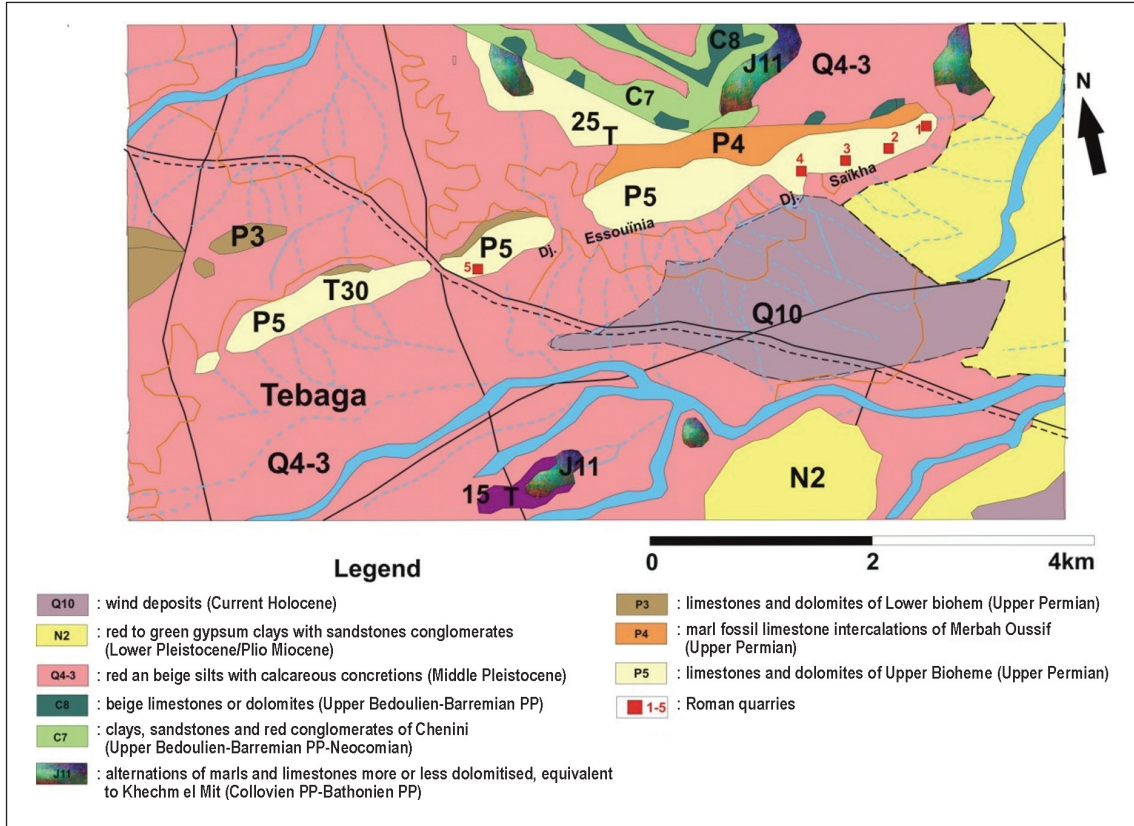 C8
J11
Q4-3
N
C7
25 T
P4
1
2
3
4
Saïkha
Dj.
P5
Essouïnia
Dj.
P3
P5
5
T30
P5
Q10
Tebaga
Q4-3
J11
15 T
N2
0 2 4km
Legend
Q10 : wind deposits (Current Holocene)
N2 : red to green gypsum clays with sandstones conglomerates
(Lower Pleistocene/Plio Miocene)
Q4-3 : red an beige silts with calcareous concretions (Middle Pleistocene)
C8 : beige limestones or dolomites (Upper Bedoulien-Barremian PP)
C7 : clays, sandstones and red conglomerates of Chenini
(Upper Bedoulien-Barremian PP-Neocomian)
J11 : alternations of marls and limestones more or less dolomitised, equivalent
to Khechm el Mit (Collovien PP-Bathonien PP)
P3 : limestones and dolomites of Lower biohem (Upper Permian)
P4 : marl fossil limestone intercalations of Merbah Oussif
(Upper Permian)
P5 : limestones and dolomites of Upper Bioheme (Upper Permian)
1-5 : Roman quarries